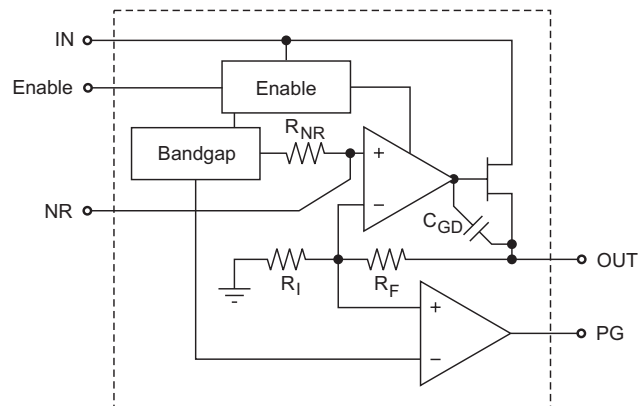 IN
Enable
Enable
R_NR
Bandgap
+
NR
−
C_GD
OUT
R_I
R_F
+
PG
−